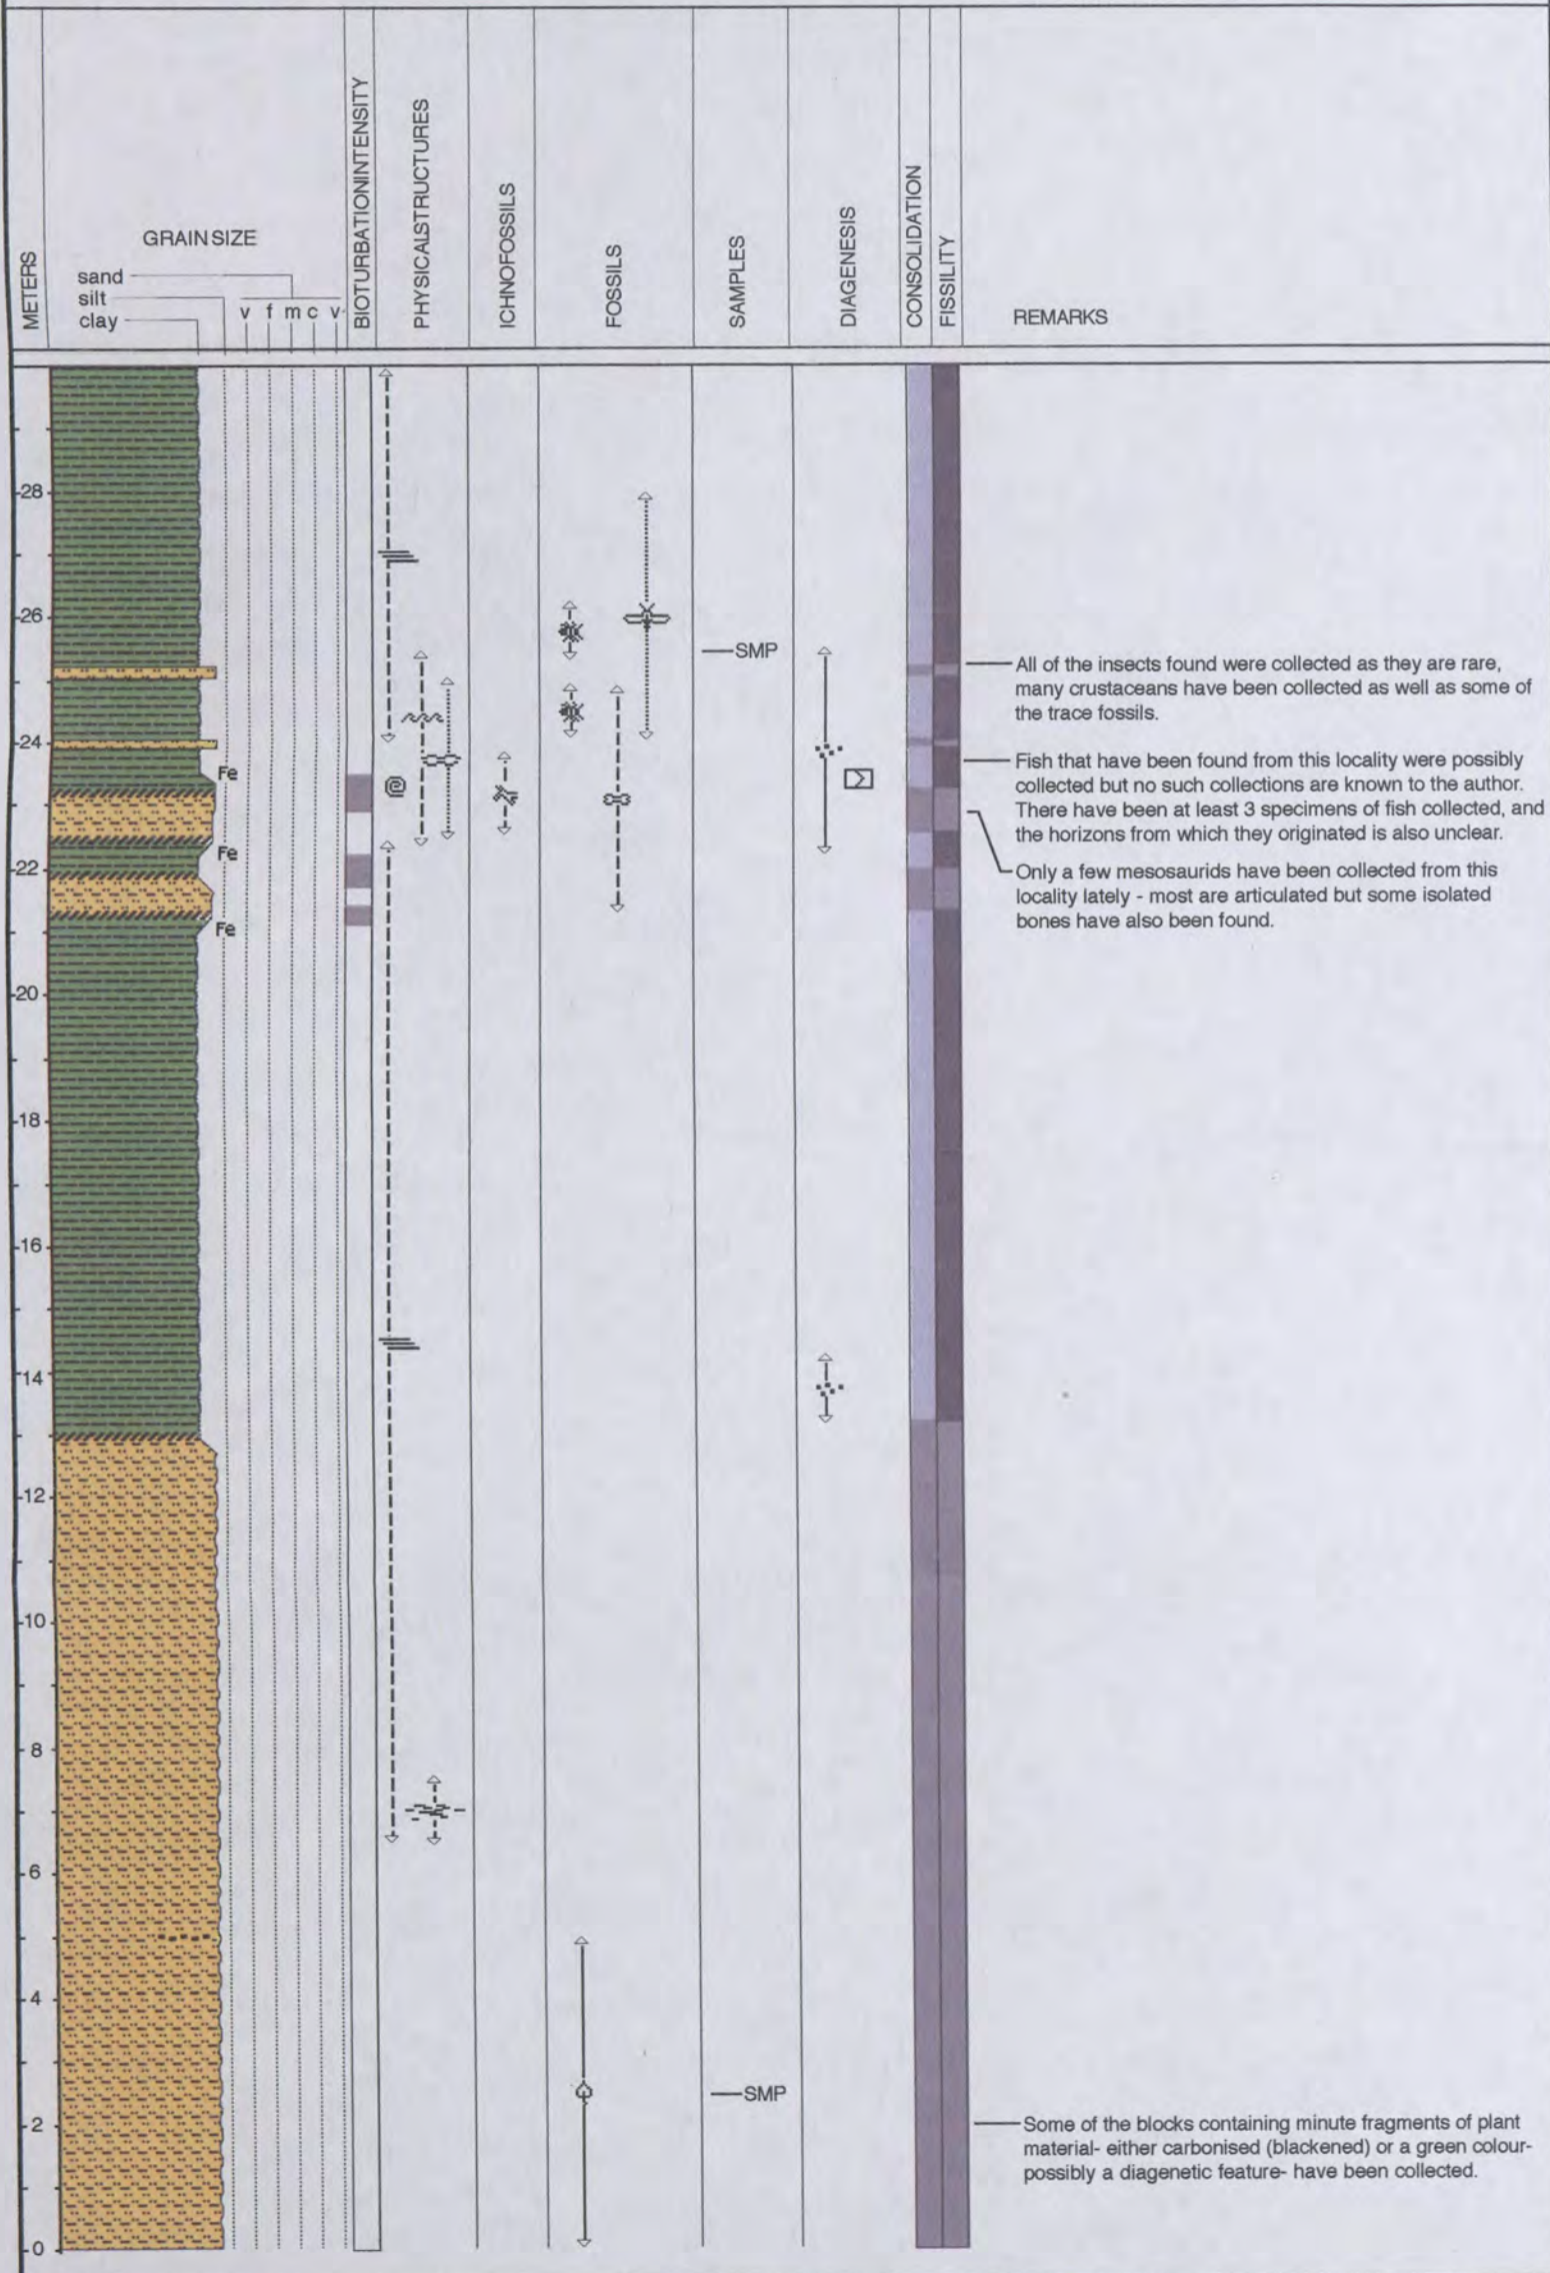 METERS
GRAINSIZE
sand
silt
clay
v f m c v
BIOTURBATIONINTENSITY
PHYSICALSTRUCTURES
ICHNOFOSSILS
FOSSILS
SAMPLES
DIAGENESIS
CONSOLIDATION
FISSILITY
REMARKS
28
26
SMP
All of the insects found were collected as they are rare,
many crustaceans have been collected as well as some of
the trace fossils.
24
Fe
Fish that have been found from this locality were possibly
collected but no such collections are known to the author.
There have been at least 3 specimens of fish collected, and
the horizons from which they originated is also unclear.
22
Fe
Only a few mesosaurids have been collected from this
locality lately - most are articulated but some isolated
bones have also been found.
Fe
20
18
16
14
12
10
8
6
4
SMP
2
Some of the blocks containing minute fragments of plant
material- either carbonised (blackened) or a green colour-
possibly a diagenetic feature- have been collected.
0